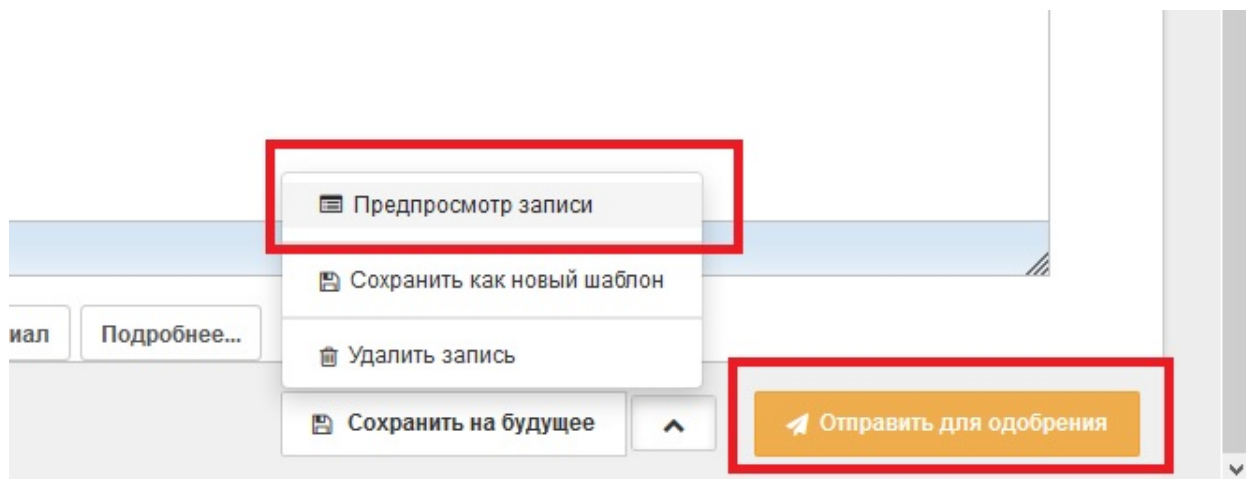 Предпросмотр записи
Сохранить как новый шаблон
иал
Подробнее...
Удалить запись
Сохранить на будущее
Отправить для одобрения